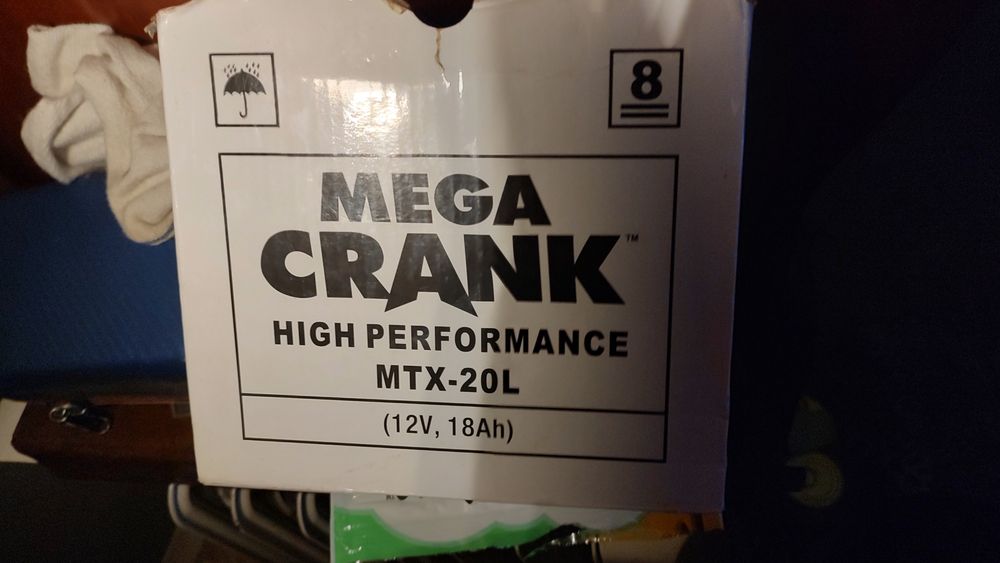 8
MEGA
CRANK™
HIGH PERFORMANCE
MTX-20L
(12V, 18Ah)